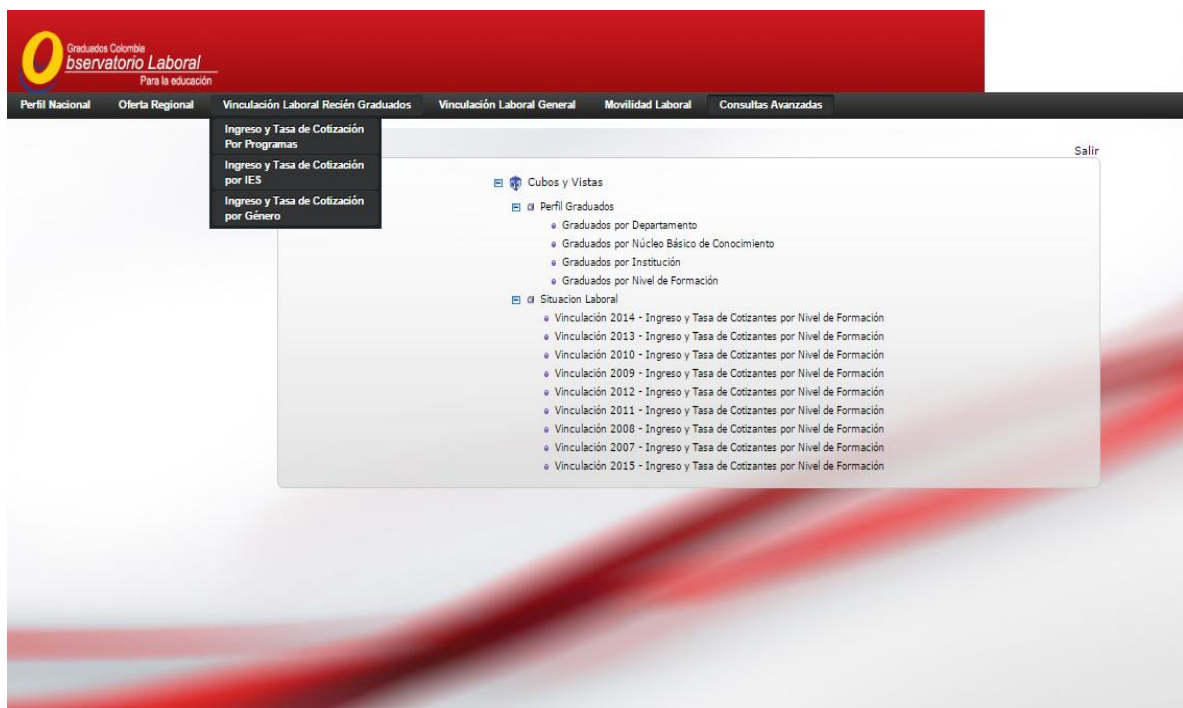 Graduados Colombia
Observatorio Laboral
Para la educación
Perfil Nacional Oferta Regional Vinculación Laboral Recién Graduados Vinculación Laboral General Movilidad Laboral Consultas Avanzadas
Ingreso y Tasa de Cotización
Por Programas
Ingreso y Tasa de Cotización
por IES
Ingreso y Tasa de Cotización
por Género
Salir
Cubos y Vistas
Perfil Graduados
Graduados por Departamento
Graduados por Núcleo Básico de Conocimiento
Graduados por Institución
Graduados por Nivel de Formación
Situacion Laboral
Vinculación 2014 - Ingreso y Tasa de Cotizantes por Nivel de Formación
Vinculación 2013 - Ingreso y Tasa de Cotizantes por Nivel de Formación
Vinculación 2010 - Ingreso y Tasa de Cotizantes por Nivel de Formación
Vinculación 2009 - Ingreso y Tasa de Cotizantes por Nivel de Formación
Vinculación 2012 - Ingreso y Tasa de Cotizantes por Nivel de Formación
Vinculación 2011 - Ingreso y Tasa de Cotizantes por Nivel de Formación
Vinculación 2008 - Ingreso y Tasa de Cotizantes por Nivel de Formación
Vinculación 2007 - Ingreso y Tasa de Cotizantes por Nivel de Formación
Vinculación 2015 - Ingreso y Tasa de Cotizantes por Nivel de Formación